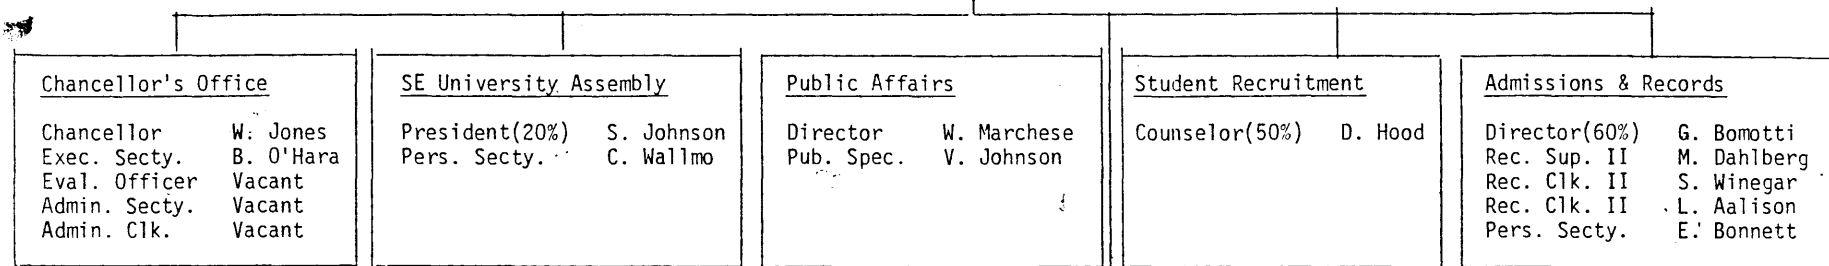 Chancellor's Office
Chancellor W. Jones
Exec. Secty. B. O'Hara
Eval. Officer Vacant
Admin. Secty. Vacant
Admin. Clk. Vacant
SE University Assembly
President(20%) S. Johnson
Pers. Secty. C. Wallmo
Public Affairs
Director W. Marchese
Pub. Spec. V. Johnson
Student Recruitment
Counselor(50%) D. Hood
Admissions & Records
Director(60%) G. Bomotti
Rec. Sup. II M. Dahlberg
Rec. Clk. II S. Winegar
Rec. Clk. II L. Aalison
Pers. Secty. E. Bonnett